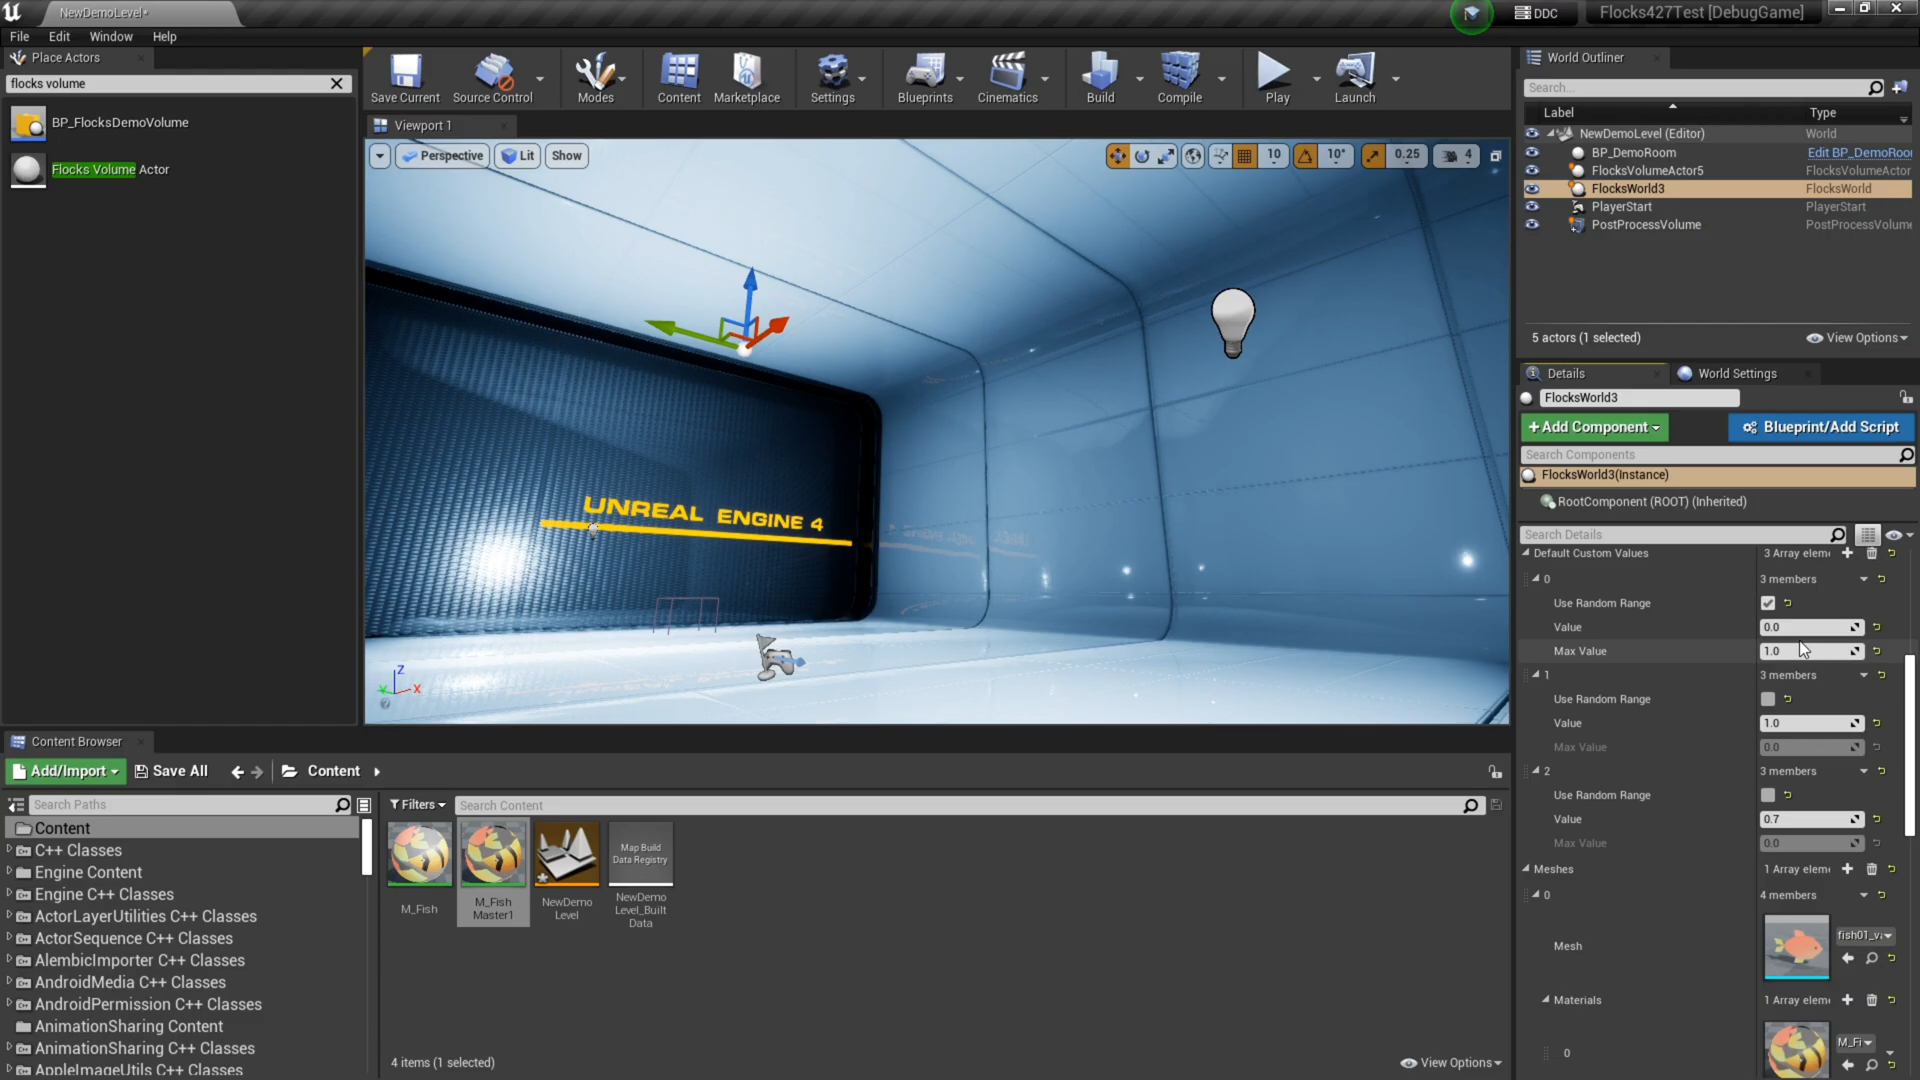 NewDemoLevel•
DDC
Flocks427Test [DebugGame]
File Edit Window Help
Place Actors
flocks volume
BP_FlocksDemoVolume
Flocks Volume Actor
Save Current
Source Control
Modes
Content
Marketplace
Settings
Blueprints
Cinematics
Build
Compile
Play
Launch
Viewport 1
Perspective
Lit
Show
10
10°
0.25
4
UNREAL ENGINE 4
Z
X
World Outliner
Search...
Label Type
NewDemoLevel (Editor) World
BP_DemoRoom Edit BP_DemoRoo
FlocksVolumeActor5 FlocksVolumeActor
FlocksWorld3 FlocksWorld
PlayerStart PlayerStart
PostProcessVolume PostProcessVolume
5 actors (1 selected)
View Options
Details
World Settings
FlocksWorld3
+Add Component
Blueprint/Add Script
Search Components
FlocksWorld3(Instance)
RootComponent (ROOT) (Inherited)
Search Details
Default Custom Values 3 Array eleme
0 3 members
Use Random Range
Value 0.0
Max Value 1.0
1 3 members
Use Random Range
Value 1.0
Max Value 0.0
2 3 members
Use Random Range
Value 0.7
Max Value 0.0
Meshes 1 Array eleme
0 4 members
Mesh fish01_va
Materials 1 Array eleme
0 M_Fi
Content Browser
Add/Import
Save All
Content
Search Paths
Filters
Search Content
Content
C++ Classes
Engine Content
Engine C++ Classes
ActorLayerUtilities C++ Classes
ActorSequence C++ Classes
AlembicImporter C++ Classes
AndroidMedia C++ Classes
AndroidPermission C++ Classes
AnimationSharing Content
AnimationSharing C++ Classes
AppleImageUtils C++ Classes
M_Fish
M_Fish
Master1
NewDemo
Level
Map Build
Data Registry
NewDemo
Level_Built
Data
4 items (1 selected)
View Options